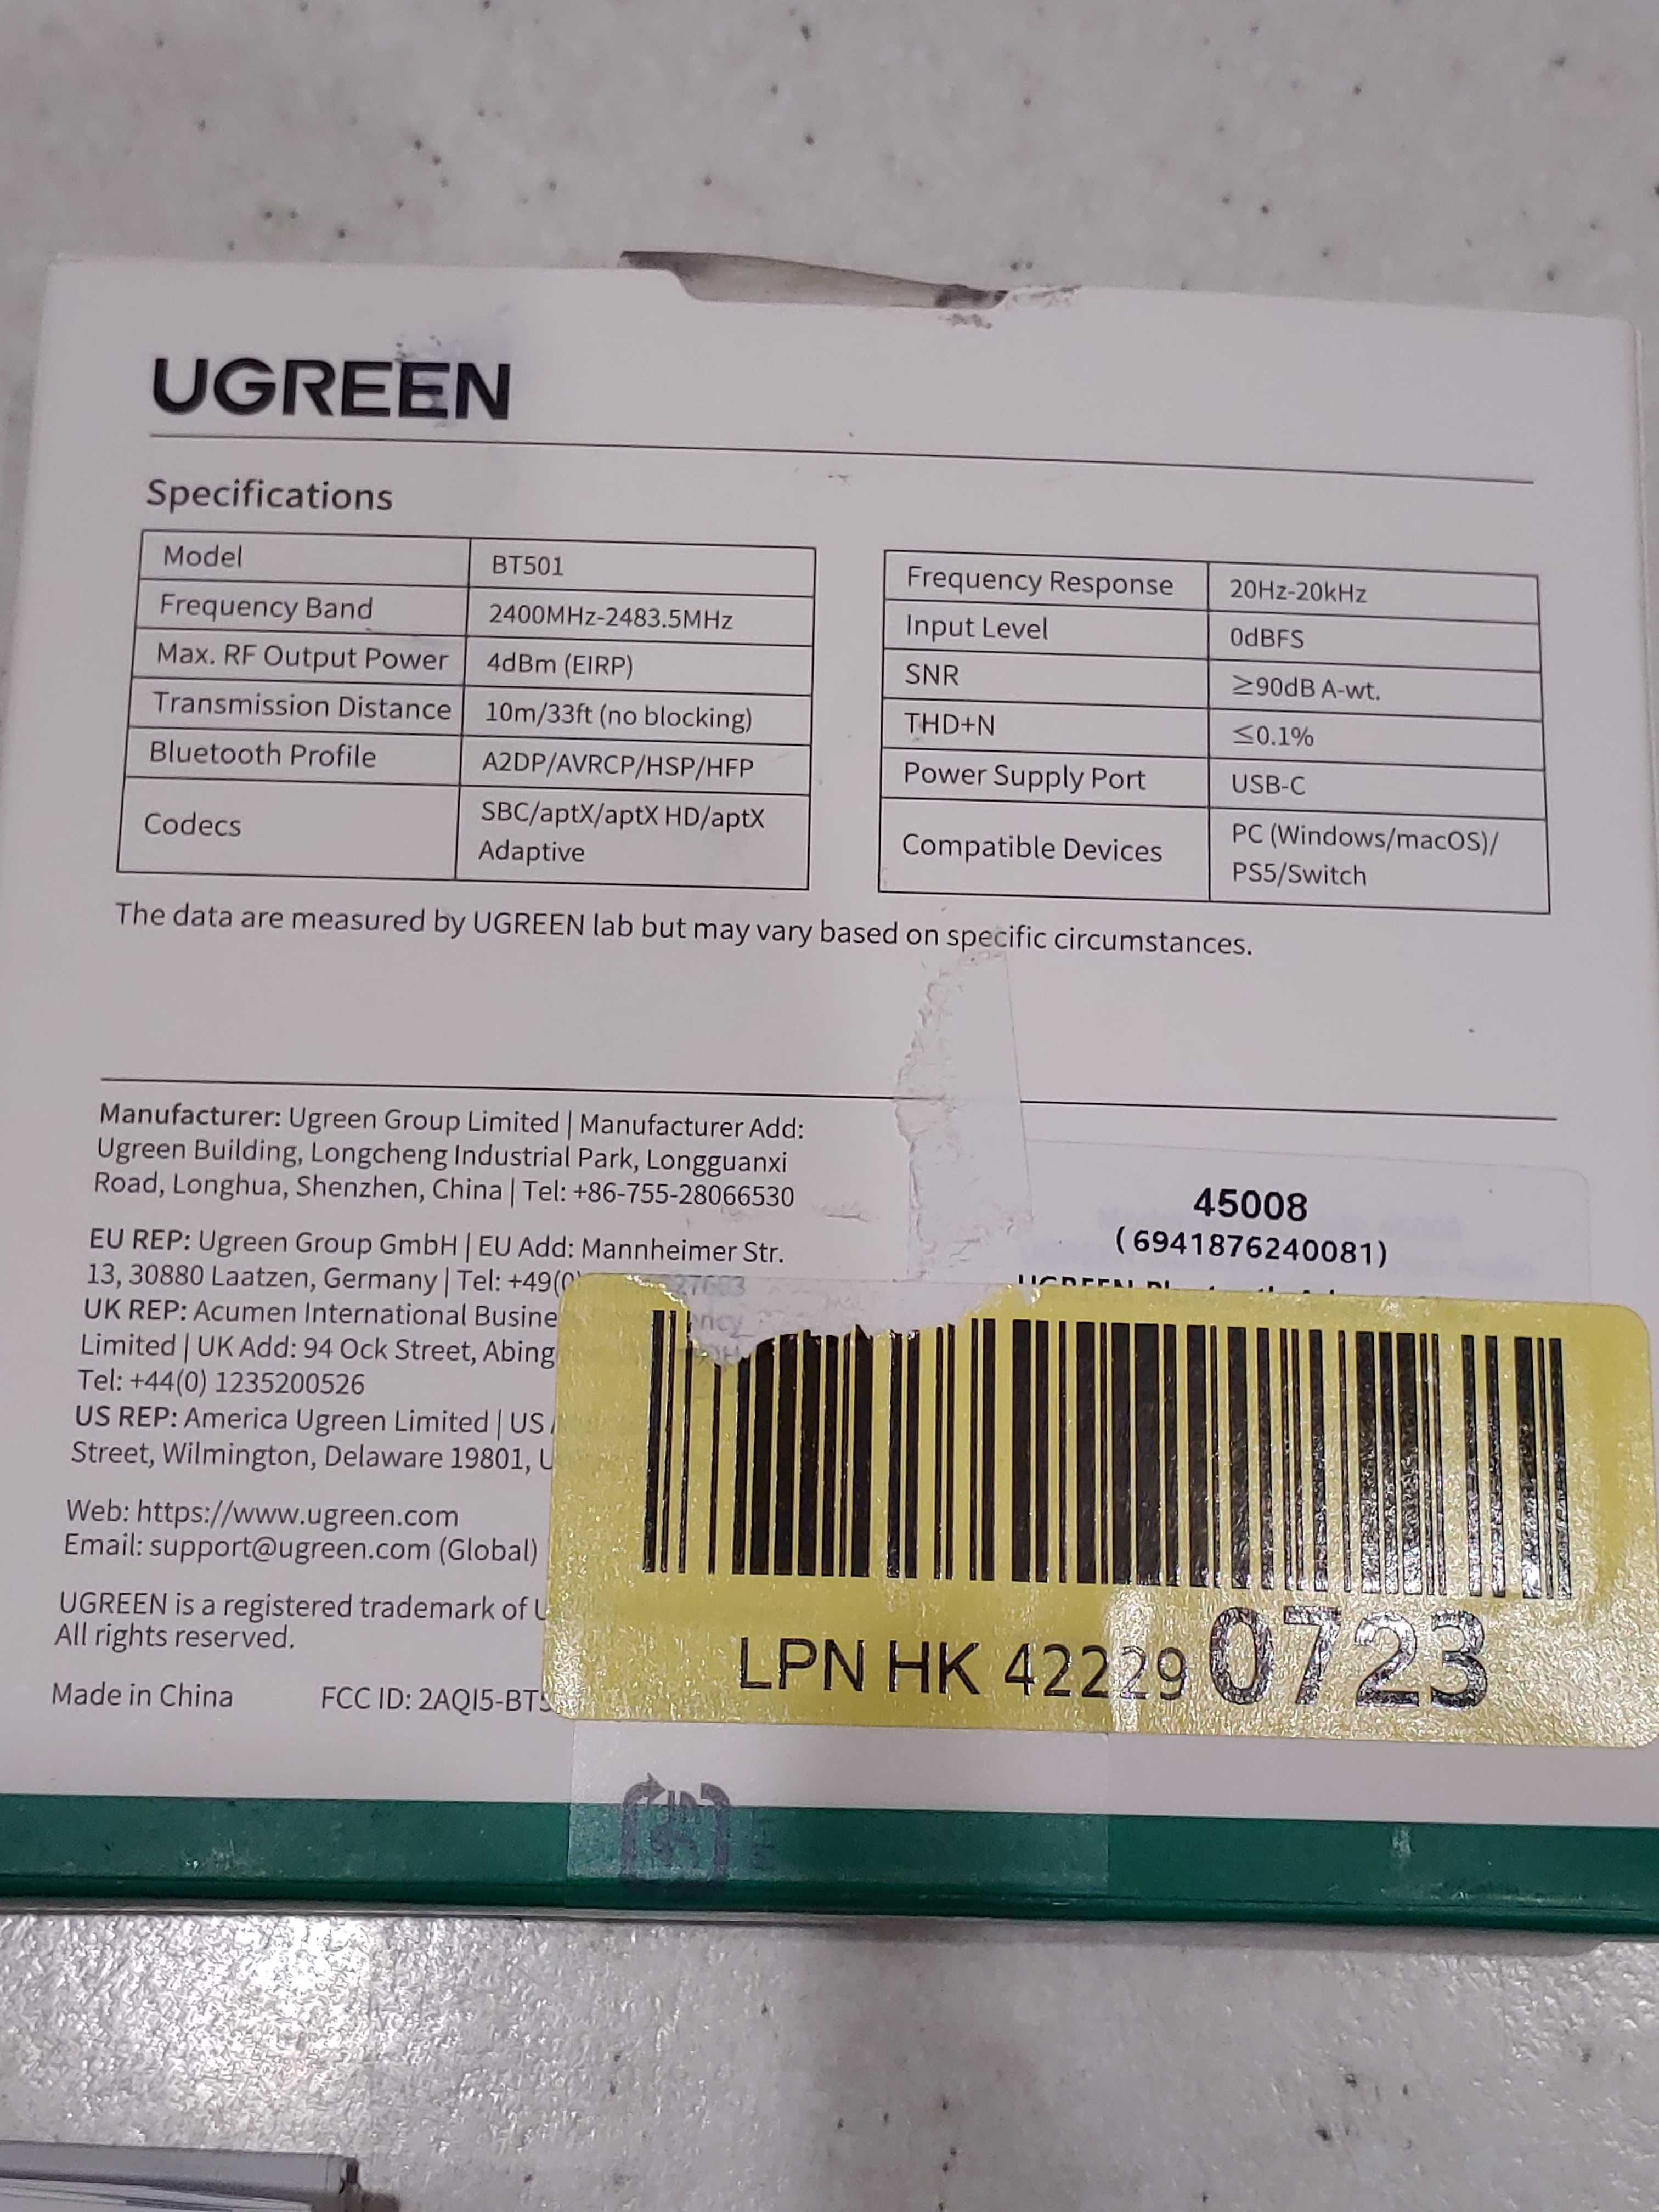 UGREEN
Specifications
Model BT501
Frequency Band 2400MHz-2483.5MHz
Max. RF Output Power 4dBm (EIRP)
Transmission Distance 10m/33ft (no blocking)
Bluetooth Profile A2DP/AVRCP/HSP/HFP
Codecs SBC/aptX/aptX HD/aptX
Adaptive
Frequency Response 20Hz-20kHz
Input Level 0dBFS
SNR ≥90dB A-wt.
THD+N ≤0.1%
Power Supply Port USB-C
Compatible Devices PC (Windows/macOS)/
PS5/Switch
The data are measured by UGREEN lab but may vary based on specific circumstances.
Manufacturer: Ugreen Group Limited | Manufacturer Add:
Ugreen Building, Longcheng Industrial Park, Longguanxi
Road, Longhua, Shenzhen, China | Tel: +86-755-28066530
EU REP: Ugreen Group GmbH | EU Add: Mannheimer Str.
13, 30880 Laatzen, Germany | Tel: +49(0)
UK REP: Acumen International Busine
Limited | UK Add: 94 Ock Street, Abing
Tel: +44(0) 1235200526
US REP: America Ugreen Limited | US
Street, Wilmington, Delaware 19801,
Web: https://www.ugreen.com
Email: support@ugreen.com (Global)
UGREEN is a registered trademark of
All rights reserved.
Made in China FCC ID: 2AQI5-BT5
45008
(6941876240081)
LPN HK 422290723